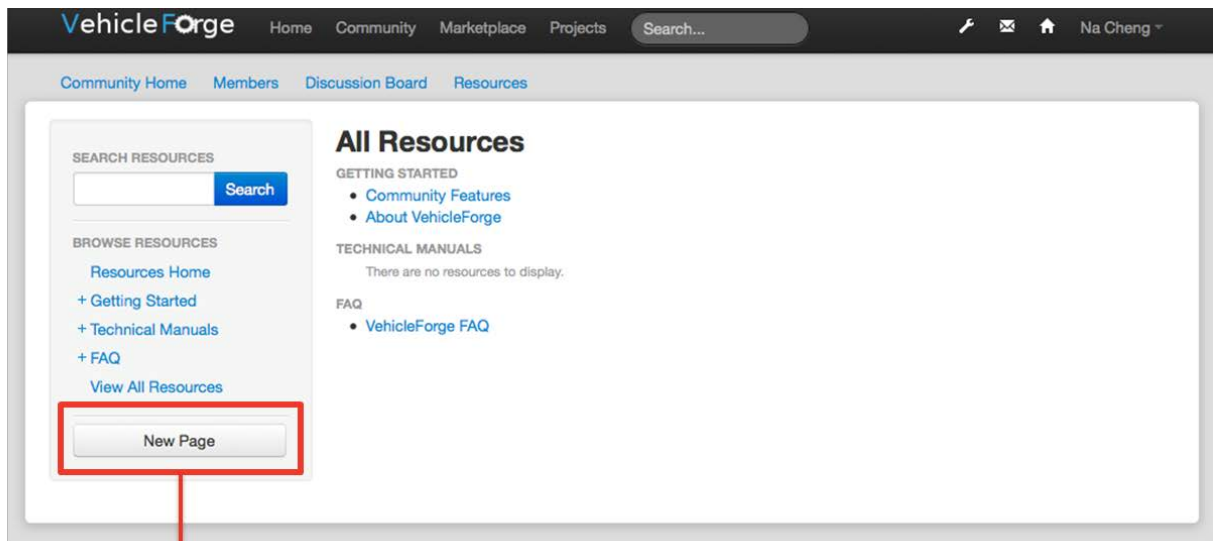 VehicleForge Home Community Marketplace Projects Search... Na Cheng
Community Home Members Discussion Board Resources
SEARCH RESOURCES
Search
BROWSE RESOURCES
Resources Home
+ Getting Started
+ Technical Manuals
+ FAQ
View All Resources
New Page
All Resources
GETTING STARTED
• Community Features
• About VehicleForge
TECHNICAL MANUALS
There are no resources to display.
FAQ
• VehicleForge FAQ